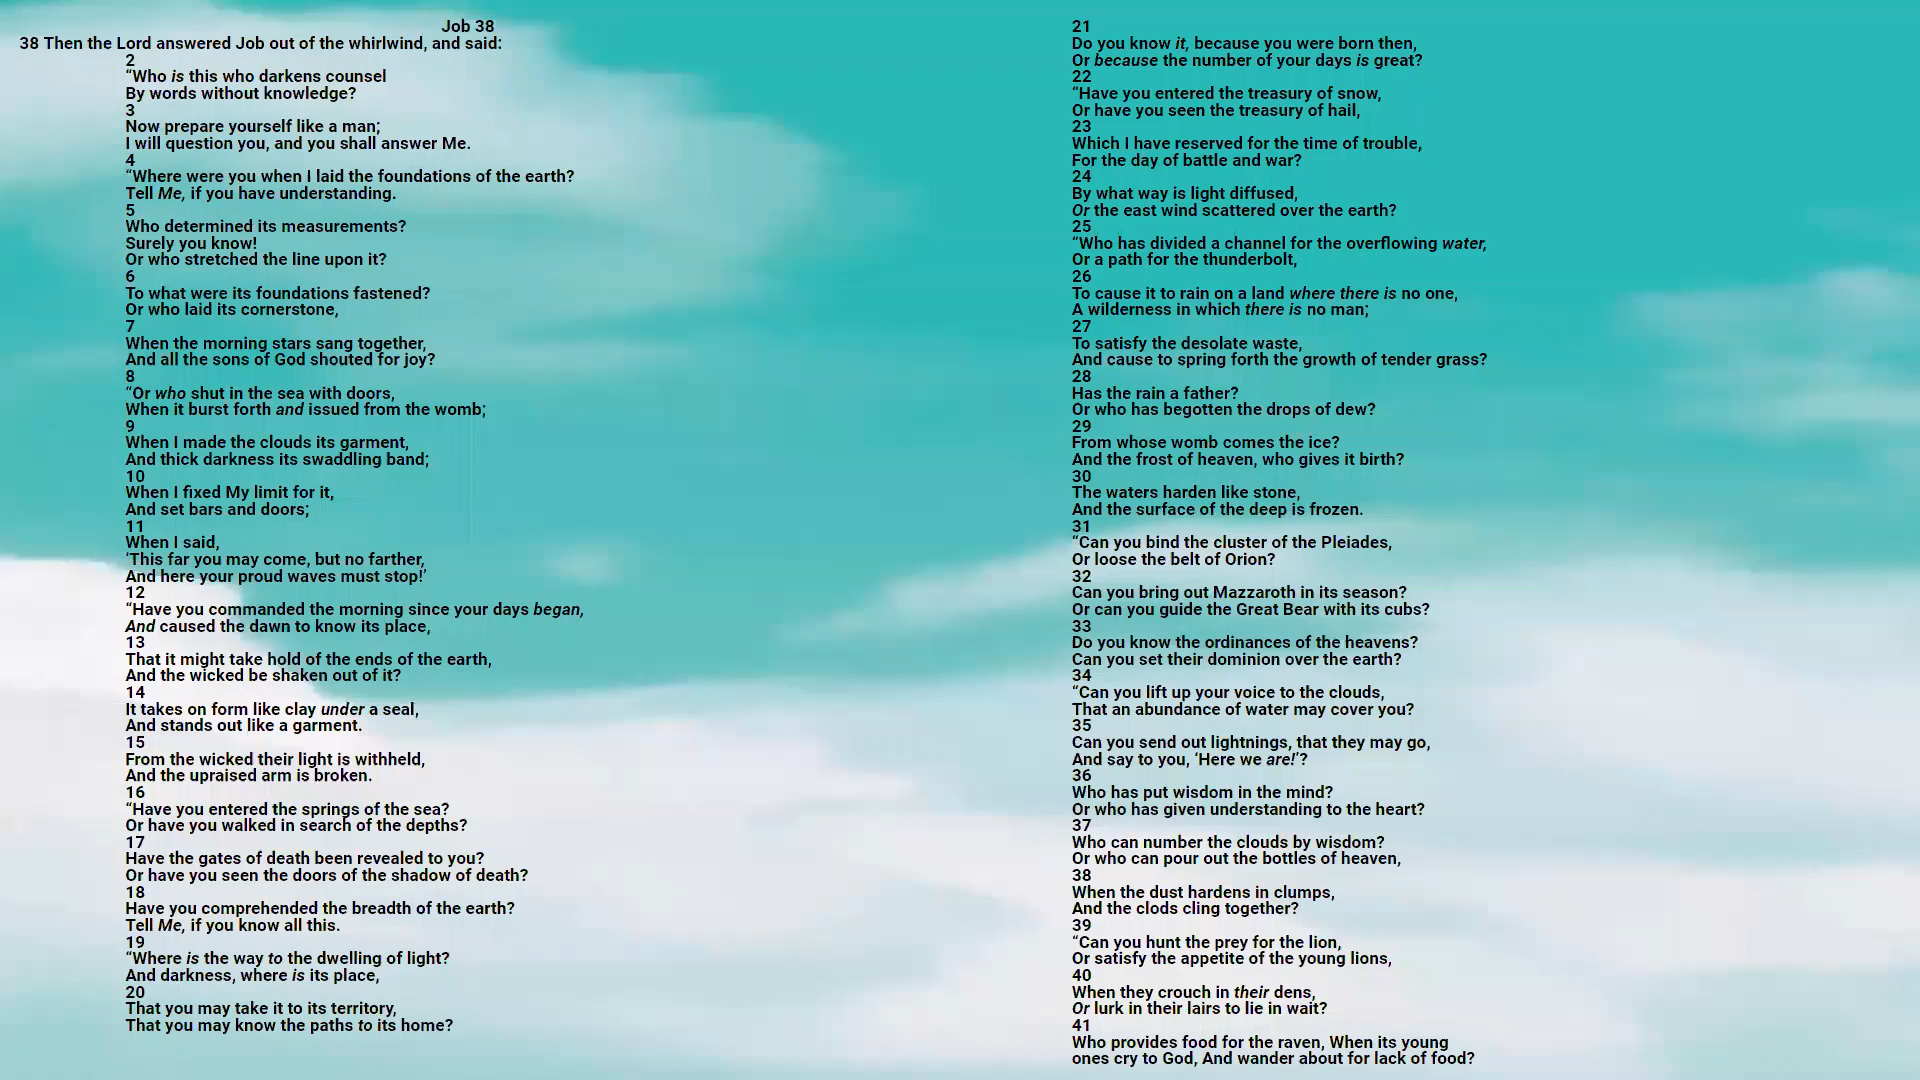 Job 38
38 Then the Lord answered Job out of the whirlwind, and said:
2
“Who is this who darkens counsel
By words without knowledge?
3
Now prepare yourself like a man;
I will question you, and you shall answer Me.
4
“Where were you when I laid the foundations of the earth?
Tell Me, if you have understanding.
5
Who determined its measurements?
Surely you know!
Or who stretched the line upon it?
6
To what were its foundations fastened?
Or who laid its cornerstone,
7
When the morning stars sang together,
And all the sons of God shouted for joy?
8
“Or who shut in the sea with doors,
When it burst forth and issued from the womb;
9
When I made the clouds its garment,
And thick darkness its swaddling band;
10
When I fixed My limit for it,
And set bars and doors;
11
When I said,
‘This far you may come, but no farther,
And here your proud waves must stop!’
12
“Have you commanded the morning since your days began,
And caused the dawn to know its place,
13
That it might take hold of the ends of the earth,
And the wicked be shaken out of it?
14
It takes on form like clay under a seal,
And stands out like a garment.
15
From the wicked their light is withheld,
And the upraised arm is broken.
16
“Have you entered the springs of the sea?
Or have you walked in search of the depths?
17
Have the gates of death been revealed to you?
Or have you seen the doors of the shadow of death?
18
Have you comprehended the breadth of the earth?
Tell Me, if you know all this.
19
“Where is the way to the dwelling of light?
And darkness, where is its place,
20
That you may take it to its territory,
That you may know the paths to its home?
21
Do you know it, because you were born then,
Or because the number of your days is great?
22
“Have you entered the treasury of snow,
Or have you seen the treasury of hail,
23
Which I have reserved for the time of trouble,
For the day of battle and war?
24
By what way is light diffused,
Or the east wind scattered over the earth?
25
“Who has divided a channel for the overflowing water,
Or a path for the thunderbolt,
26
To cause it to rain on a land where there is no one,
A wilderness in which there is no man;
27
To satisfy the desolate waste,
And cause to spring forth the growth of tender grass?
28
Has the rain a father?
Or who has begotten the drops of dew?
29
From whose womb comes the ice?
And the frost of heaven, who gives it birth?
30
The waters harden like stone,
And the surface of the deep is frozen.
31
“Can you bind the cluster of the Pleiades,
Or loose the belt of Orion?
32
Can you bring out Mazzaroth in its season?
Or can you guide the Great Bear with its cubs?
33
Do you know the ordinances of the heavens?
Can you set their dominion over the earth?
34
“Can you lift up your voice to the clouds,
That an abundance of water may cover you?
35
Can you send out lightnings, that they may go,
And say to you, ‘Here we are!’?
36
Who has put wisdom in the mind?
Or who has given understanding to the heart?
37
Who can number the clouds by wisdom?
Or who can pour out the bottles of heaven,
38
When the dust hardens in clumps,
And the clods cling together?
39
“Can you hunt the prey for the lion,
Or satisfy the appetite of the young lions,
40
When they crouch in their dens,
Or lurk in their lairs to lie in wait?
41
Who provides food for the raven, When its young
ones cry to God, And wander about for lack of food?